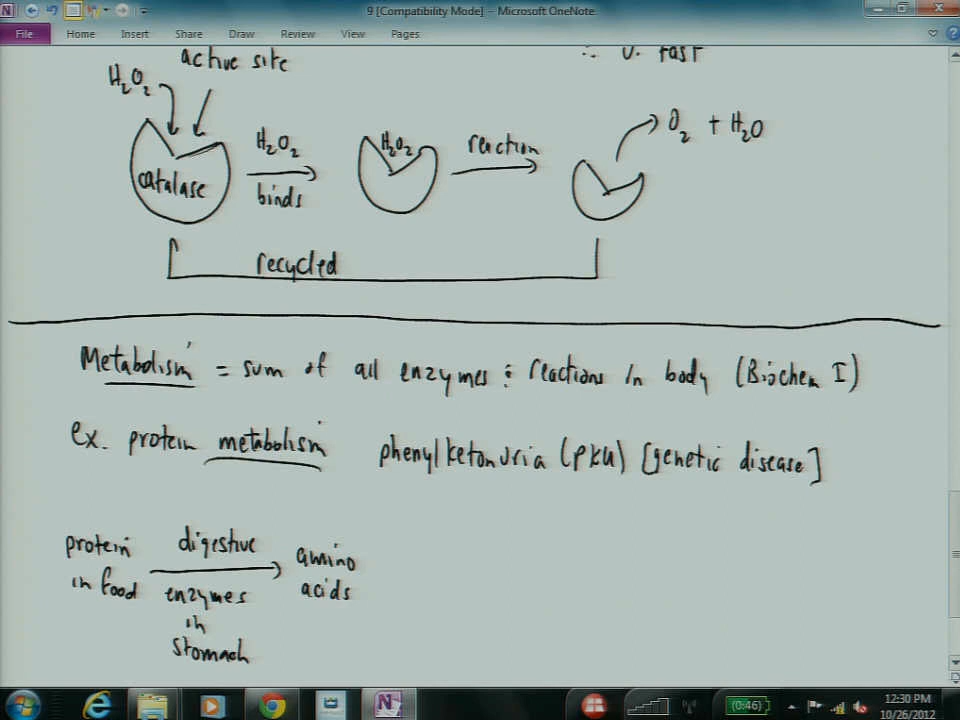 9 [Compatibility Mode] -- Microsoft OneNote
File Home Insert Share Draw Review View Pages
active site
∴ v. fast
H₂O₂
catalase
H₂O₂
binds
H₂O₂
reaction
O₂ + H₂O
recycled
Metabolism = sum of all enzymes & reactions in body (Biochem I)
ex. protein metabolism phenylketonuria (PKU) [genetic disease]
protein
in food
digestive
enzymes
in
stomach
amino
acids
(0:46)
12:30 PM
10/26/2012